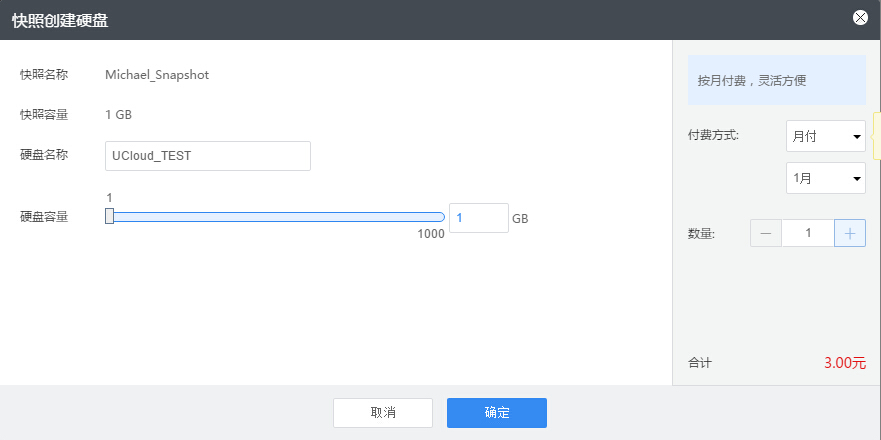 快照创建硬盘
快照名称 Michael_Snapshot
快照容量 1 GB
硬盘名称 UCloud_TEST
1
硬盘容量 1 GB
1000
按月付费，灵活方便
付费方式: 月付
1月
数量: 1
合计 3.00元
取消 确定